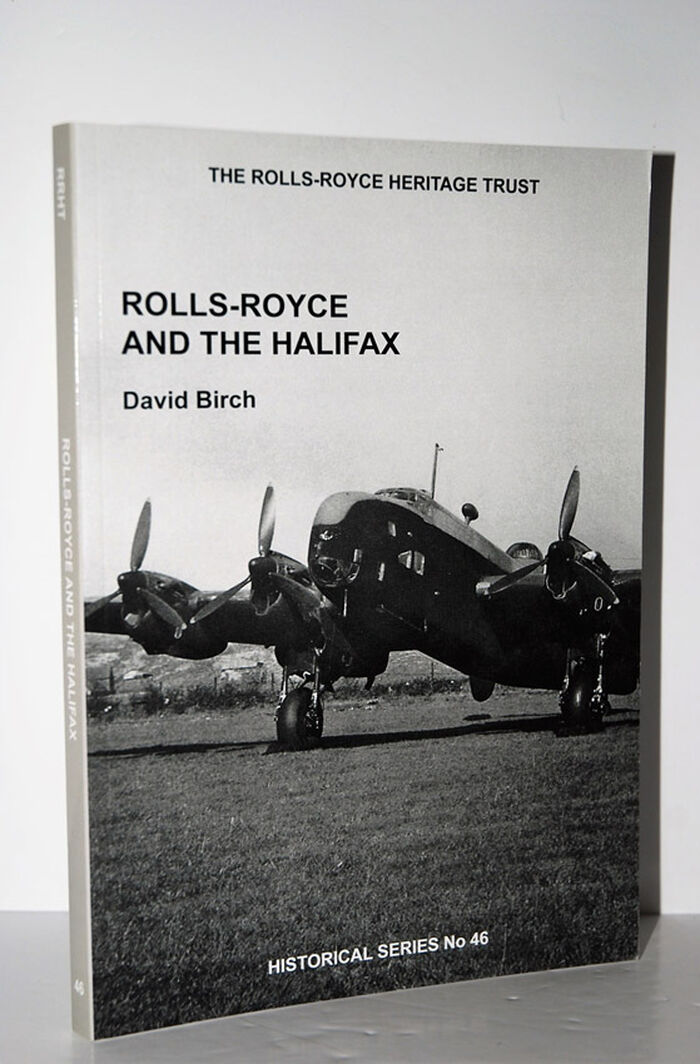 RRHT
ROLLS-ROYCE AND THE HALIFAX
46
THE ROLLS-ROYCE HERITAGE TRUST
ROLLS-ROYCE
AND THE HALIFAX
David Birch
HISTORICAL SERIES No 46